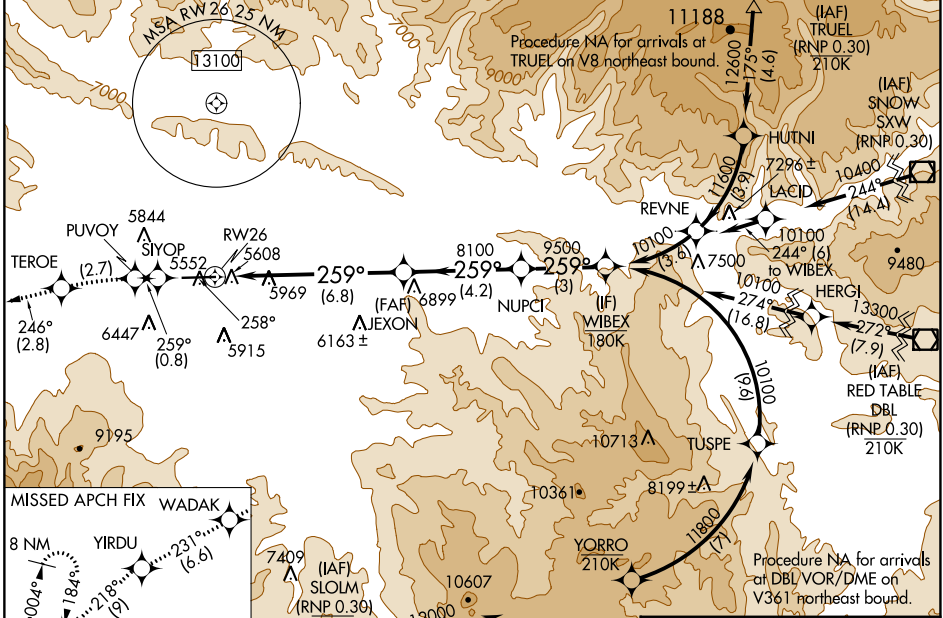 MSA RW26 25 NM
13100
7000
9000
11188
Procedure NA for arrivals at
TRUEL on V8 northeast bound.
12600
175°
(4.6)
(IAF)
TRUEL
(RNP 0.30)
210K
(IAF)
SNOW
SXW
(RNP 0.30)
HUTNI
7296 ±
11600
(3.9)
LACID
10400
244°
(14.4)
REVNE
10100
(3.6)
10100
244° (6)
to WIBEX
7500
9480
HERGI
10100
274°
(16.8)
13300
272°
(7.9)
(IAF)
RED TABLE
DBL
(RNP 0.30)
210K
5844
PUVOY
SIYOP
RW26
5608
5552
TEROE
(2.7)
246°
(2.8)
6447
259°
(0.8)
258°
5915
5969
259°
(6.8)
6163 ±
(FAF)
JEXON
6899
8100
259°
(4.2)
NUPCI
9500
259°
(3)
(IF)
WIBEX
180K
10100
(9.6)
TUSPE
10713
8199 ±
10361
11800
(7)
YORRO
210K
9195
MISSED APCH FIX
WADAK
8 NM
YIRDU
231°
(6.6)
004°
184°
218°
(9)
7409
(IAF)
SLOLM
(RNP 0.30)
10607
Procedure NA for arrivals
at DBL VOR/DME on
V361 northeast bound.